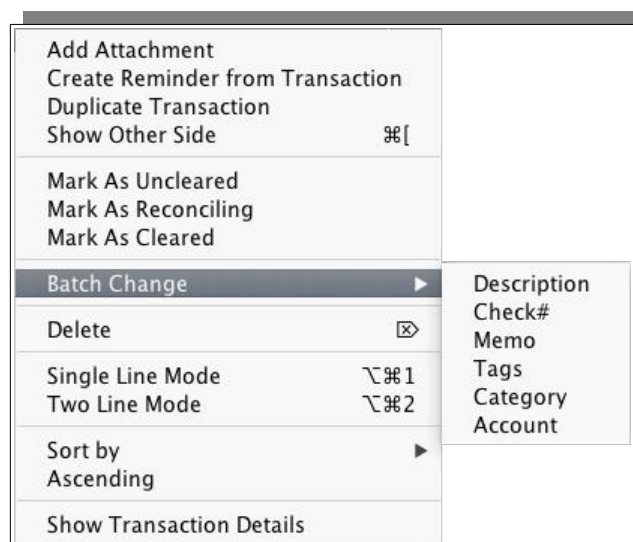 Add Attachment
Create Reminder from Transaction
Duplicate Transaction
Show Other Side ⌘[
Mark As Uncleared
Mark As Reconciling
Mark As Cleared
Batch Change ▶
Description
Check#
Memo
Tags
Category
Account
Delete ⌦
Single Line Mode ⌥⌘1
Two Line Mode ⌥⌘2
Sort by ▶
Ascending
Show Transaction Details